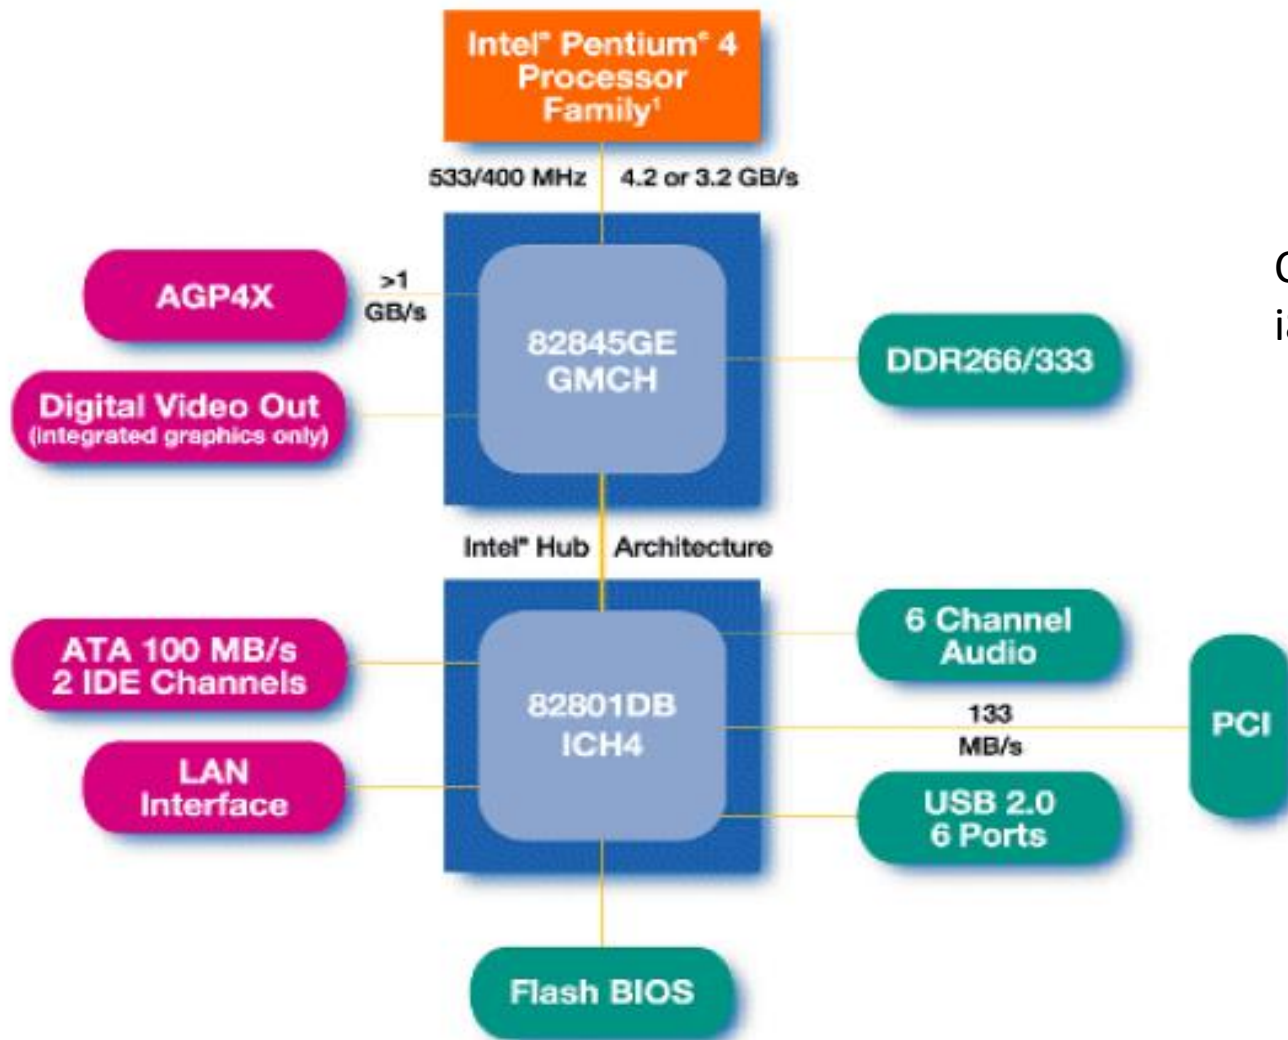 Intel® Pentium® 4
Processor
Family¹
533/400 MHz
4.2 or 3.2 GB/s
AGP4X
>1
GB/s
82845GE
GMCH
DDR266/333
Digital Video Out
(integrated graphics only)
Intel® Hub
Architecture
ATA 100 MB/s
2 IDE Channels
6 Channel
Audio
82801DB
ICH4
133
MB/s
PCI
LAN
Interface
USB 2.0
6 Ports
Flash BIOS